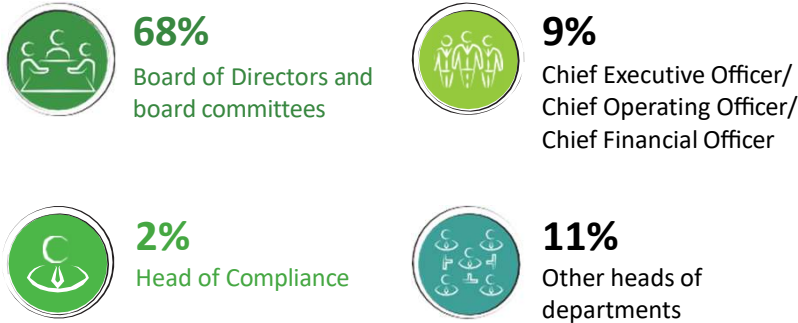 68%
Board of Directors and
board committees
9%
Chief Executive Officer/
Chief Operating Officer/
Chief Financial Officer
2%
Head of Compliance
11%
Other heads of
departments